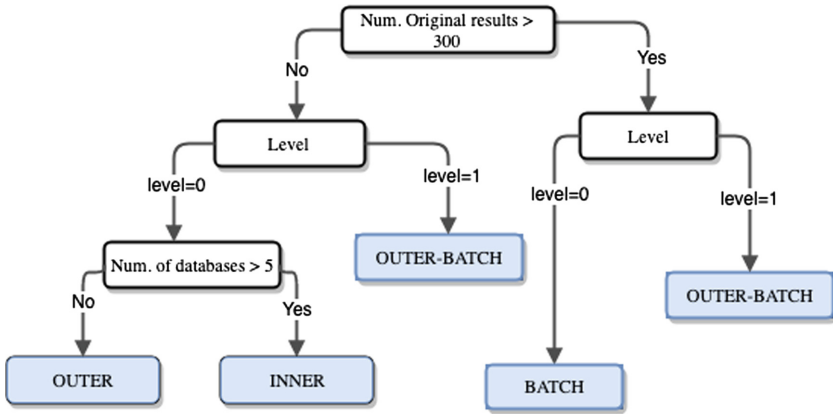 Num. Original results >
300
No
Yes
Level
Level
level=0
level=1
level=0
level=1
Num. of databases > 5
OUTER-BATCH
OUTER-BATCH
No
Yes
OUTER
INNER
BATCH